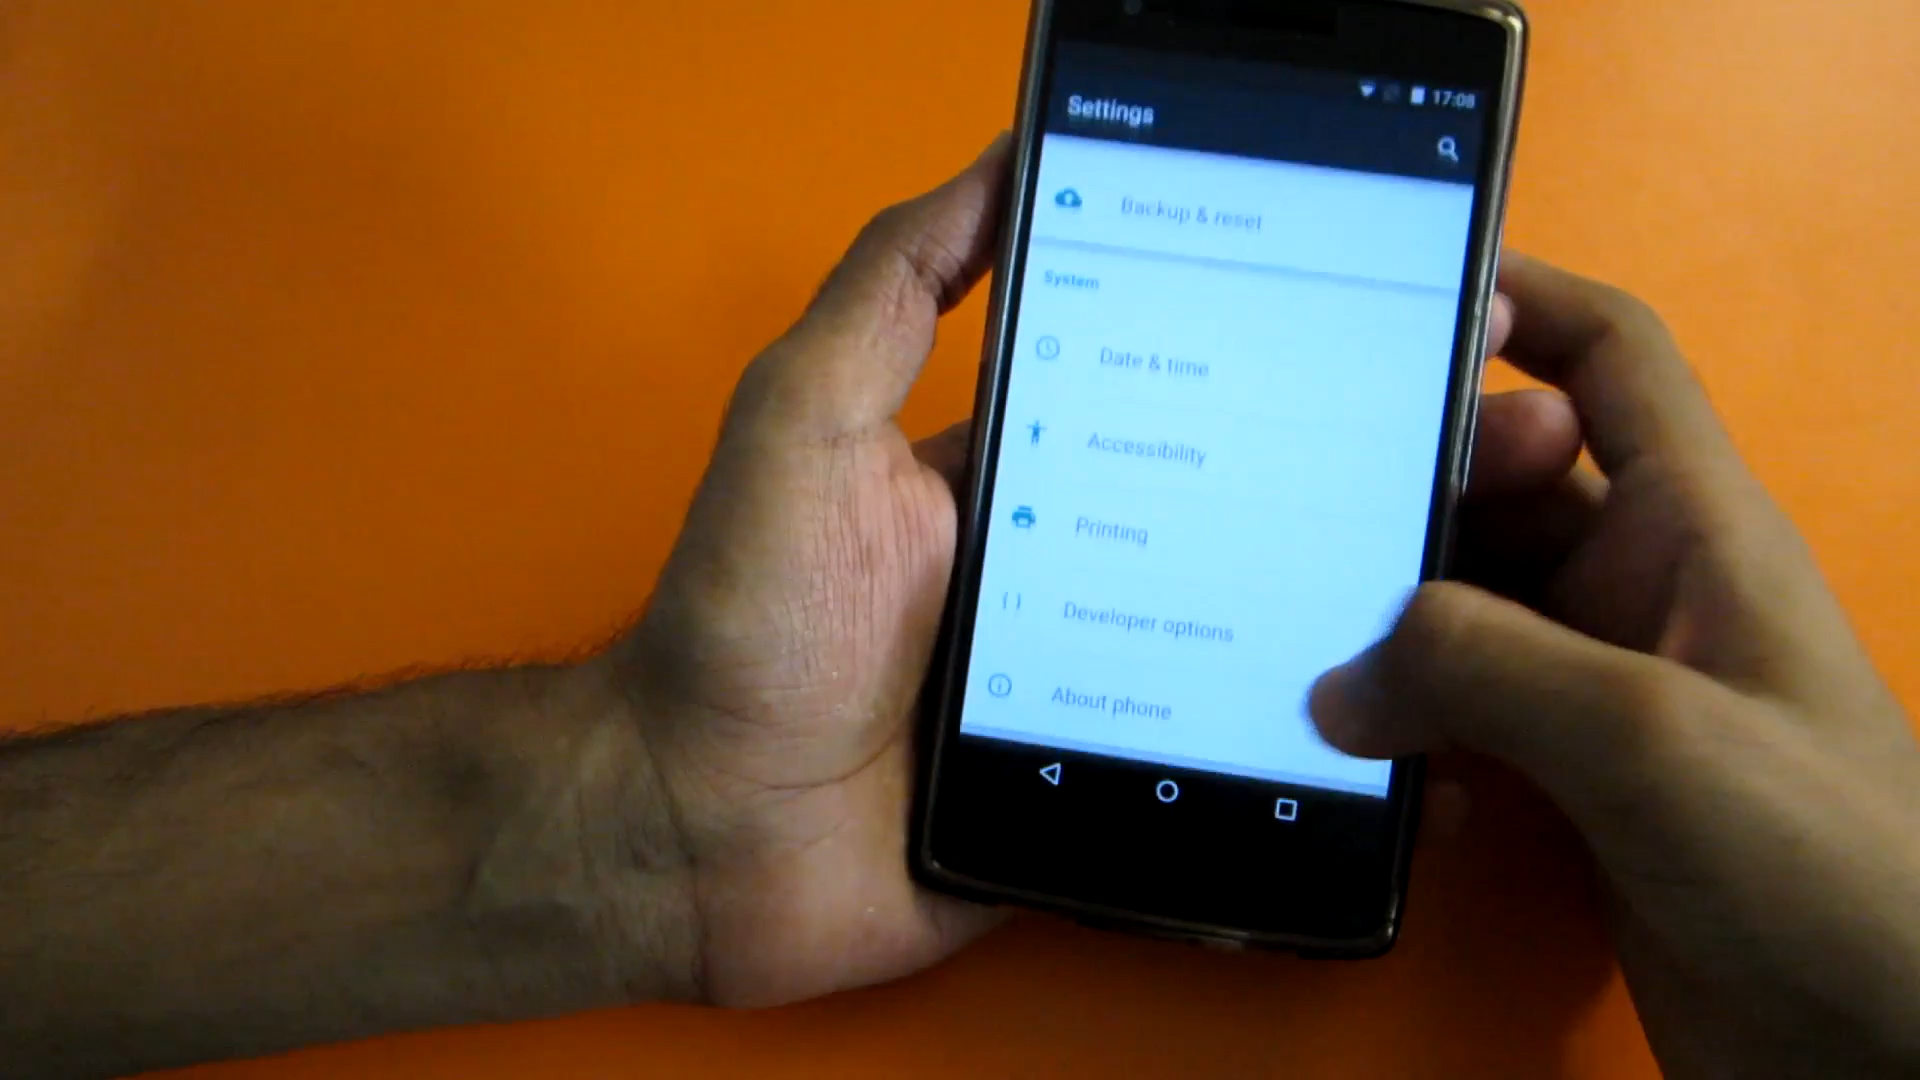 17:08
Settings
Backup & reset
System
Date & time
Accessibility
Printing
{ } Developer options
About phone